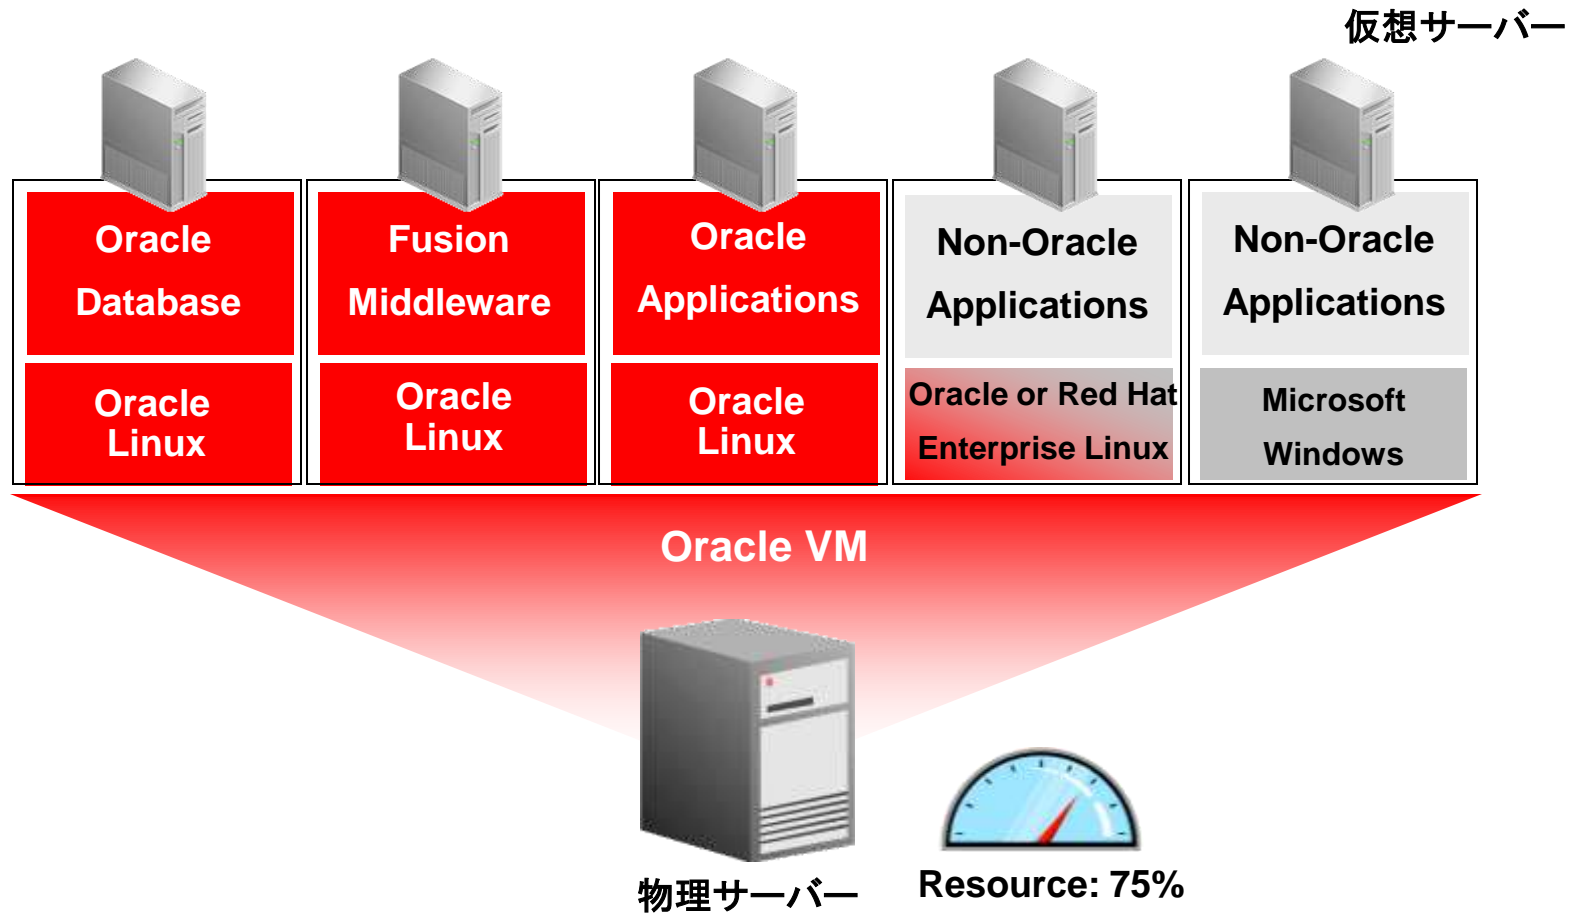 仮想サーバー
Oracle
Database
Fusion
Middleware
Oracle
Applications
Non-Oracle
Applications
Non-Oracle
Applications
Oracle
Linux
Oracle
Linux
Oracle
Linux
Oracle or Red Hat
Enterprise Linux
Microsoft
Windows
Oracle VM
物理サーバー
Resource: 75%